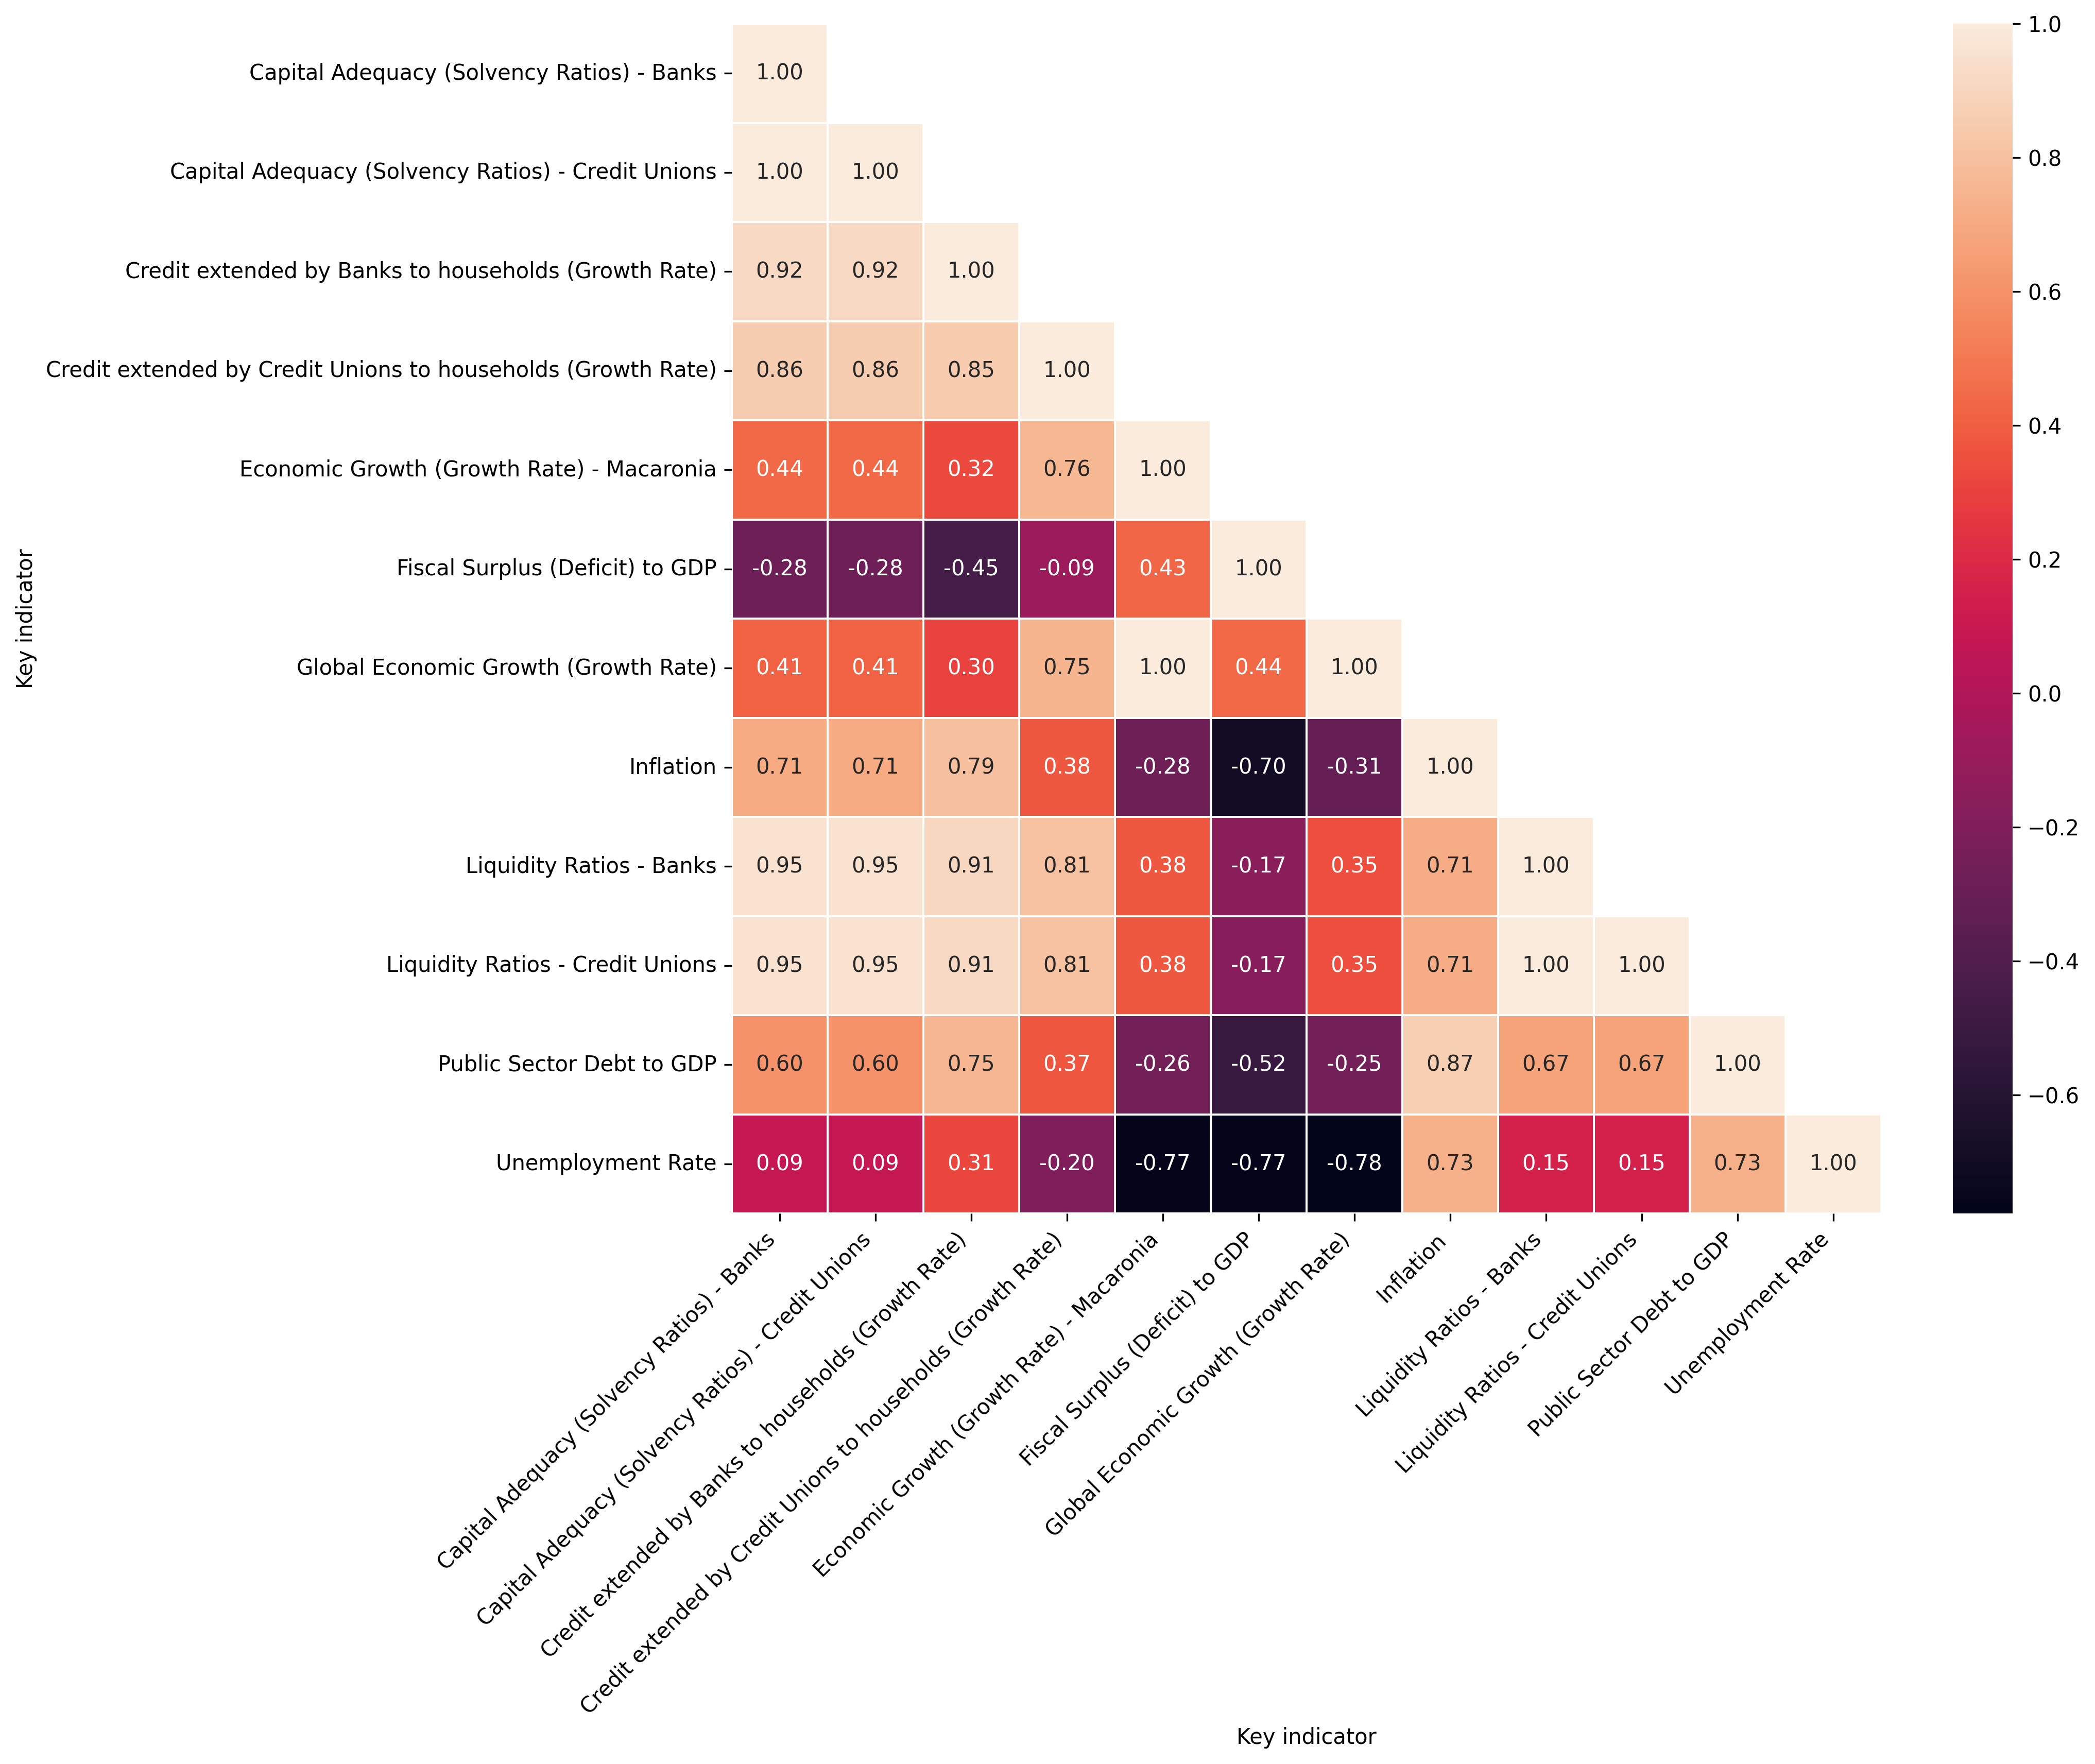 Key indicator
Capital Adequacy (Solvency Ratios) - Banks
1.00
Capital Adequacy (Solvency Ratios) - Credit Unions
1.00 1.00
Credit extended by Banks to households (Growth Rate)
0.92 0.92 1.00
Credit extended by Credit Unions to households (Growth Rate)
0.86 0.86 0.85 1.00
Economic Growth (Growth Rate) - Macaronia
0.44 0.44 0.32 0.76 1.00
Fiscal Surplus (Deficit) to GDP
-0.28 -0.28 -0.45 -0.09 0.43 1.00
Global Economic Growth (Growth Rate)
0.41 0.41 0.30 0.75 1.00 0.44 1.00
Inflation
0.71 0.71 0.79 0.38 -0.28 -0.70 -0.31 1.00
Liquidity Ratios - Banks
0.95 0.95 0.91 0.81 0.38 -0.17 0.35 0.71 1.00
Liquidity Ratios - Credit Unions
0.95 0.95 0.91 0.81 0.38 -0.17 0.35 0.71 1.00 1.00
Public Sector Debt to GDP
0.60 0.60 0.75 0.37 -0.26 -0.52 -0.25 0.87 0.67 0.67 1.00
Unemployment Rate
0.09 0.09 0.31 -0.20 -0.77 -0.77 -0.78 0.73 0.15 0.15 0.73 1.00
Capital Adequacy (Solvency Ratios) - Banks
Capital Adequacy (Solvency Ratios) - Credit Unions
Credit extended by Banks to households (Growth Rate)
Credit extended by Credit Unions to households (Growth Rate)
Economic Growth (Growth Rate) - Macaronia
Fiscal Surplus (Deficit) to GDP
Global Economic Growth (Growth Rate)
Inflation
Liquidity Ratios - Banks
Liquidity Ratios - Credit Unions
Public Sector Debt to GDP
Unemployment Rate
Key indicator
1.0
0.8
0.6
0.4
0.2
0.0
−0.2
−0.4
−0.6